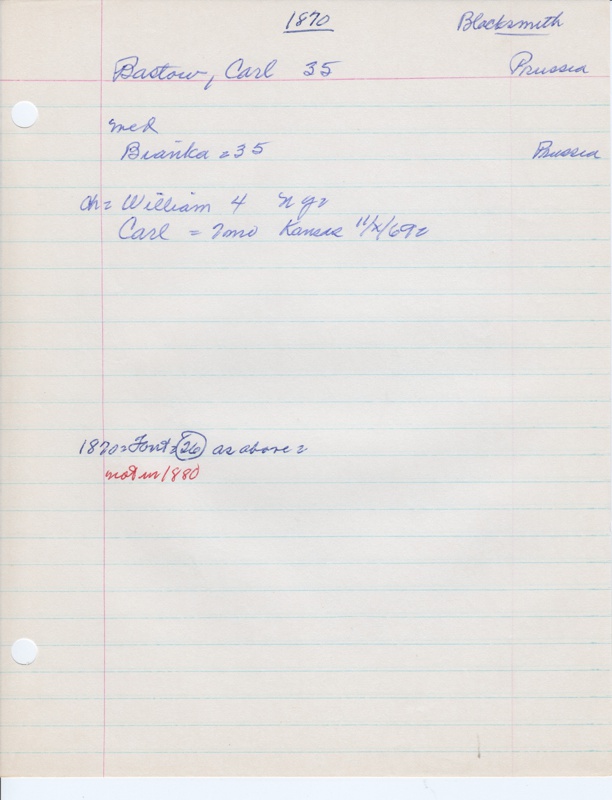 1870 Blacksmith
Bastow, Carl 35 Prussia
Bianka = 35 Prussia
ch = William 4 N Y =
Carl = 7mo Kansas 11/ /69 =
1870 = = 26 as above =
not in 1880